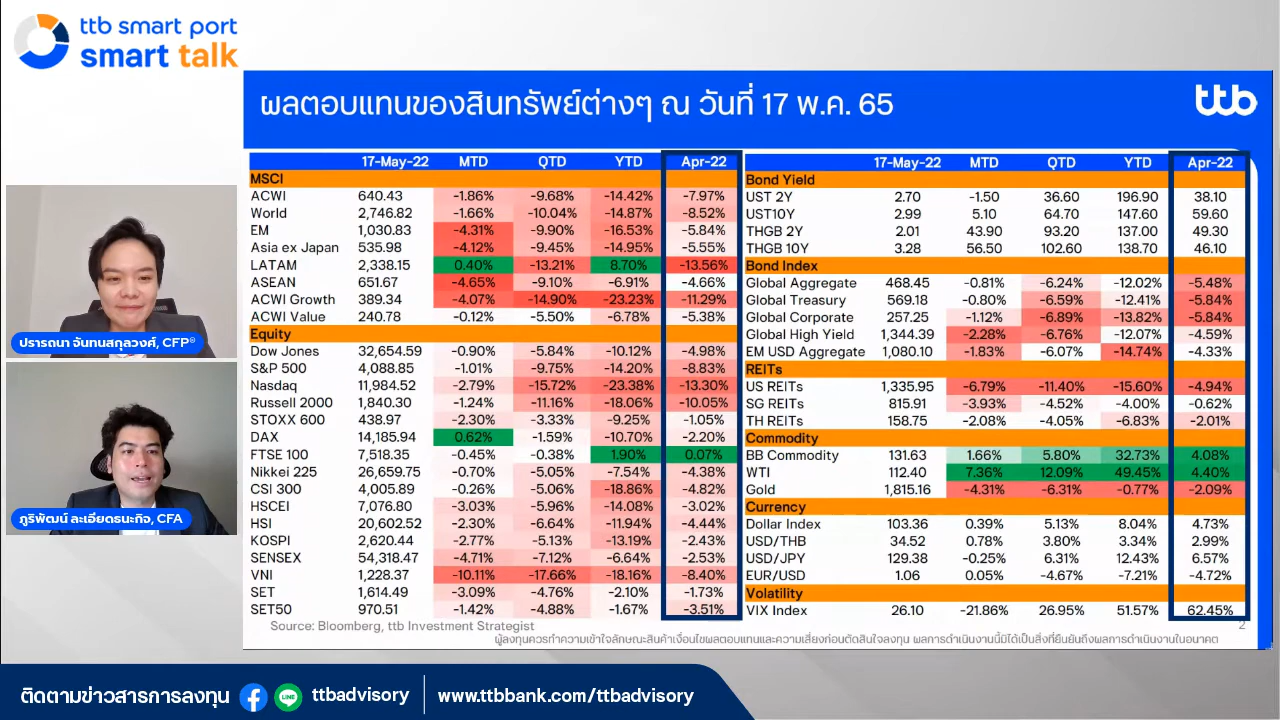 ttb smart port
smart talk
ผลตอบแทนของสินทรัพย์ต่างๆ ณ วันที่ 17 พ.ค. 65
ttb
17-May-22 MTD QTD YTD Apr-22
MSCI
ACWI 640.43 -1.86% -9.68% -14.42% -7.97%
World 2,746.82 -1.66% -10.04% -14.87% -8.52%
EM 1,030.83 -4.31% -9.90% -16.53% -5.84%
Asia ex Japan 535.98 -4.12% -9.45% -14.95% -5.55%
LATAM 2,338.15 0.40% -13.21% 8.70% -13.56%
ASEAN 651.67 -4.65% -9.10% -6.91% -4.66%
ACWI Growth 389.34 -4.07% -14.90% -23.23% -11.29%
ACWI Value 240.78 -0.12% -5.50% -6.78% -5.38%
Equity
Dow Jones 32,654.59 -0.90% -5.84% -10.12% -4.98%
S&P 500 4,088.85 -1.01% -9.75% -14.20% -8.83%
Nasdaq 11,984.52 -2.79% -15.72% -23.38% -13.30%
Russell 2000 1,840.30 -1.24% -11.16% -18.06% -10.05%
STOXX 600 438.97 -2.30% -3.33% -9.25% -1.05%
DAX 14,185.94 0.62% -1.59% -10.70% -2.20%
FTSE 100 7,518.35 -0.45% -0.38% 1.90% 0.07%
Nikkei 225 26,659.75 -0.70% -5.05% -7.54% -4.38%
CSI 300 4,005.89 -0.26% -5.06% -18.86% -4.82%
HSCEI 7,076.80 -3.03% -5.96% -14.08% -3.02%
HSI 20,602.52 -2.30% -6.64% -11.94% -4.44%
KOSPI 2,620.44 -2.77% -5.13% -13.19% -2.43%
SENSEX 54,318.47 -4.71% -7.12% -6.64% -2.53%
VNI 1,228.37 -10.11% -17.66% -18.16% -8.40%
SET 1,614.49 -3.09% -4.76% -2.10% -1.73%
SET50 970.51 -1.42% -4.88% -1.67% -3.51%
17-May-22 MTD QTD YTD Apr-22
Bond Yield
UST 2Y 2.70 -1.50 36.60 196.90 38.10
UST10Y 2.99 5.10 64.70 147.60 59.60
THGB 2Y 2.01 43.90 93.20 137.00 49.30
THGB 10Y 3.28 56.50 102.60 138.70 46.10
Bond Index
Global Aggregate 468.45 -0.81% -6.24% -12.02% -5.48%
Global Treasury 569.18 -0.80% -6.59% -12.41% -5.84%
Global Corporate 257.25 -1.12% -6.89% -13.82% -5.84%
Global High Yield 1,344.39 -2.28% -6.76% -12.07% -4.59%
EM USD Aggregate 1,080.10 -1.83% -6.07% -14.74% -4.33%
REITs
US REITs 1,335.95 -6.79% -11.40% -15.60% -4.94%
SG REITs 815.91 -3.93% -4.52% -4.00% -0.62%
TH REITs 158.75 -2.08% -4.05% -6.83% -2.01%
Commodity
BB Commodity 131.63 1.66% 5.80% 32.73% 4.08%
WTI 112.40 7.36% 12.09% 49.45% 4.40%
Gold 1,815.16 -4.31% -6.31% -0.77% -2.09%
Currency
Dollar Index 103.36 0.39% 5.13% 8.04% 4.73%
USD/THB 34.52 0.78% 3.80% 3.34% 2.99%
USD/JPY 129.38 -0.25% 6.31% 12.43% 6.57%
EUR/USD 1.06 0.05% -4.67% -7.21% -4.72%
Volatility
VIX Index 26.10 -21.86% 26.95% 51.57% 62.45%
Source: Bloomberg, ttb Investment Strategist
2
ผู้ลงทุนควรทำความเข้าใจลักษณะสินค้าเงื่อนไขผลตอบแทนและความเสี่ยงก่อนตัดสินใจลงทุน ผลการดำเนินงานนี้มิได้เป็นสิ่งที่ยืนยันถึงผลการดำเนินงานในอนาคต
ปรารถนา จันทนสกุลวงศ์, CFP®
ภูริพัฒน์ ละเอียดธนะกิจ, CFA
ติดตามข่าวสารการลงทุน f LINE ttbadvisory www.ttbbank.com/ttbadvisory